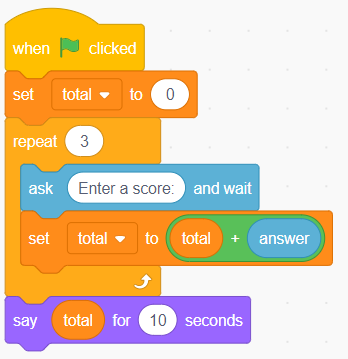 when clicked
set total to 0
repeat 3
ask Enter a score: and wait
set total to total + answer
say total for 10 seconds